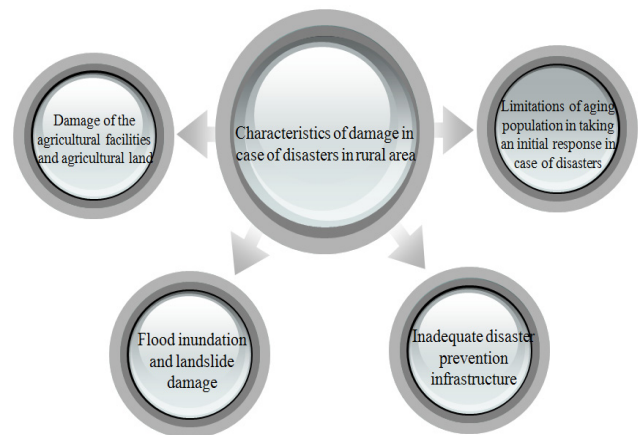 Characteristics of damage in
case of disasters in rural area
Damage of the
agricultural facilities
and agricultural land
Limitations of aging
population in taking
an initial response in
case of disasters
Flood inundation
and landslide
damage
Inadequate disaster
prevention
infrastructure